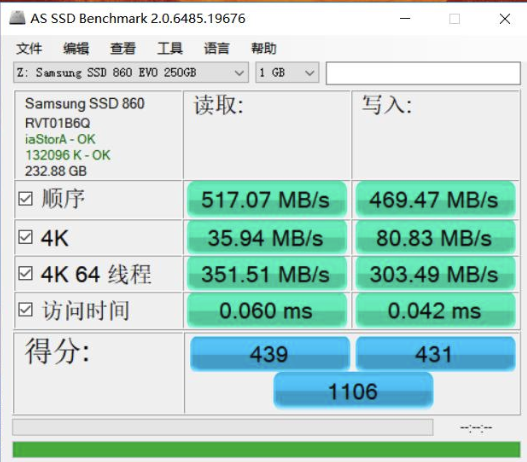 AS SSD Benchmark 2.0.6485.19676
文件 编辑 查看 工具 语言 帮助
Z: Samsung SSD 860 EVO 250GB 1 GB
Samsung SSD 860
RVT01B6Q
iaStorA - OK
132096 K - OK
232.88 GB
读取: 写入:
顺序 517.07 MB/s 469.47 MB/s
4K 35.94 MB/s 80.83 MB/s
4K 64 线程 351.51 MB/s 303.49 MB/s
访问时间 0.060 ms 0.042 ms
得分: 439 431
1106
--:--:--